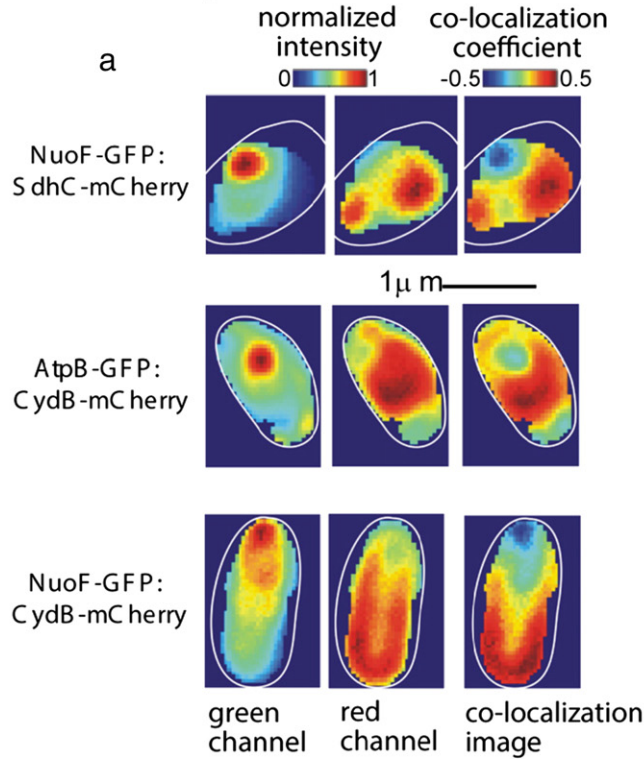 a
normalized
intensity
co-localization
coefficient
0 1
-0.5 0.5
NuoF-GFP:
SdhC-mCherry
1μ m
AtpB-GFP:
CydB-mCherry
NuoF-GFP:
CydB-mCherry
green
channel
red
channel
co-localization
image